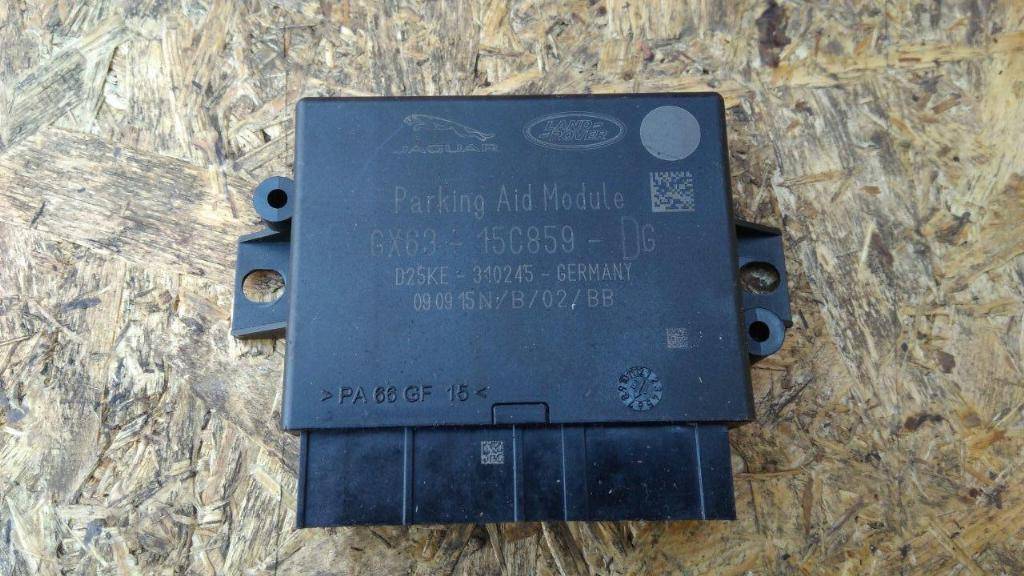 JAGUAR
LAND-
ROVER
Parking Aid Module
GX63 - 15C859 - DG
D25KE - 310245 - GERMANY
09 09 15 N:/B/02/BB
> PA 66 GF 15 <